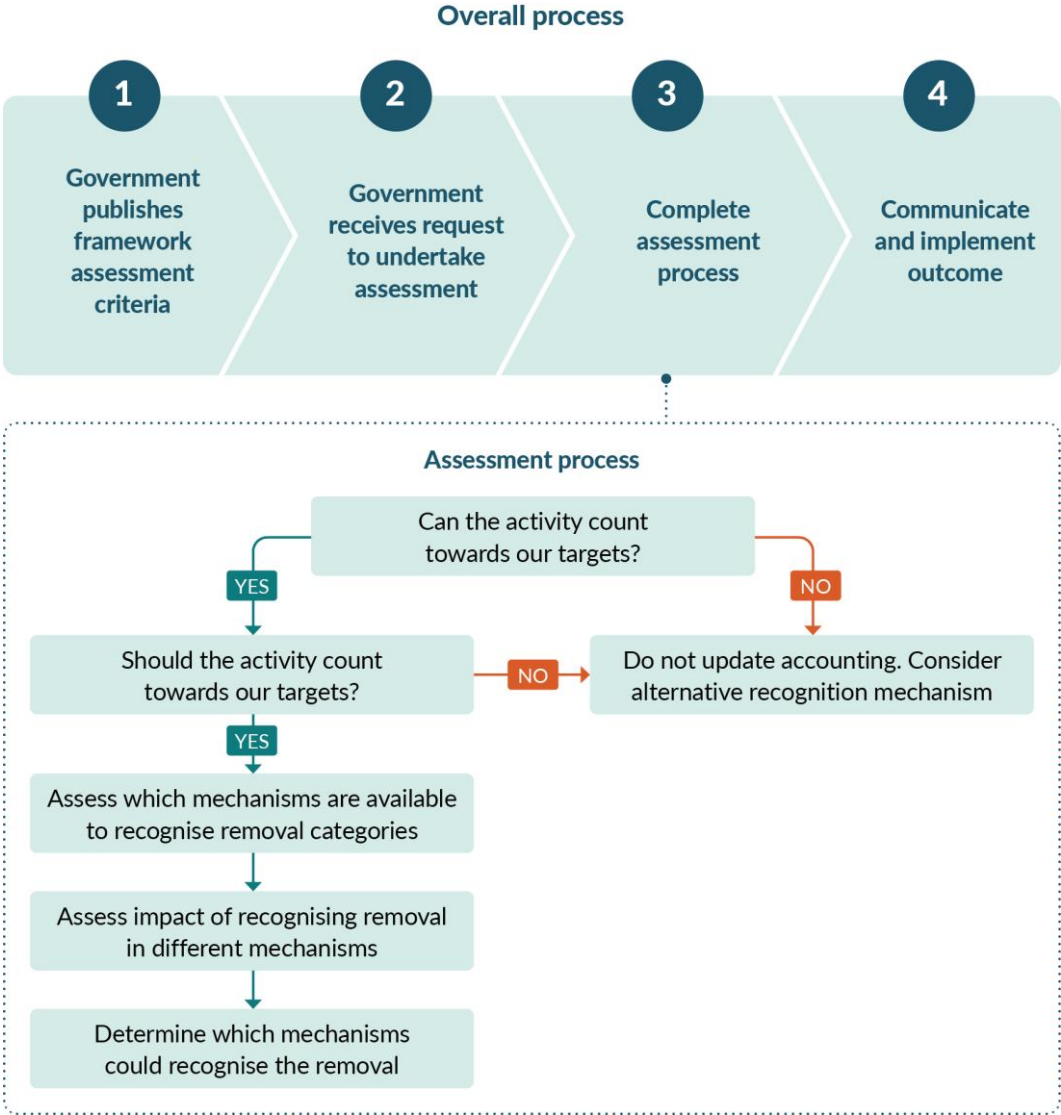 Overall process
1
Government
publishes
framework
assessment
criteria
2
Government
receives request
to undertake
assessment
3
Complete
assessment
process
4
Communicate
and implement
outcome
Assessment process
Can the activity count
towards our targets?
YES
NO
Should the activity count
towards our targets?
NO
Do not update accounting. Consider
alternative recognition mechanism
YES
Assess which mechanisms are available
to recognise removal categories
Assess impact of recognising removal
in different mechanisms
Determine which mechanisms
could recognise the removal